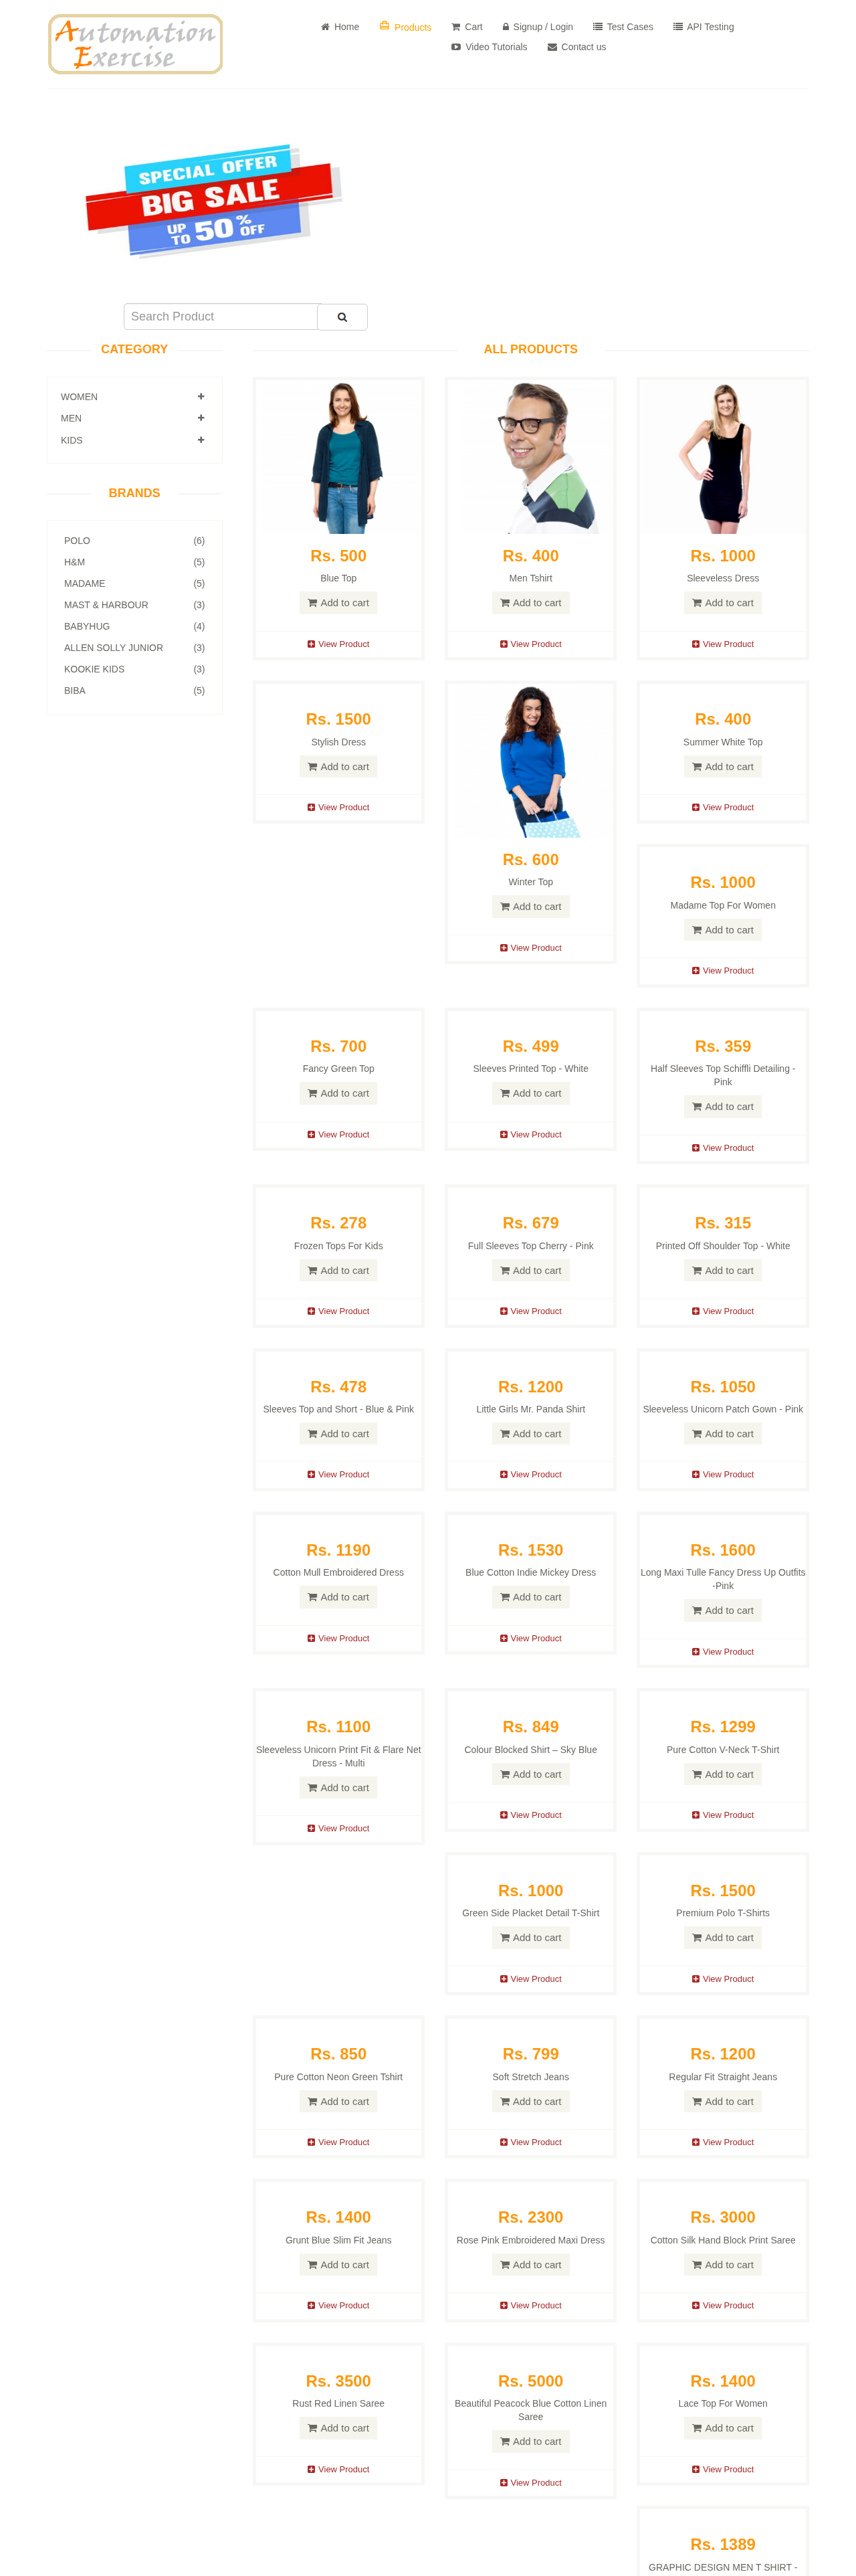 Automation
Exercise
Home
Products
Cart
Signup / Login
Test Cases
API Testing
Video Tutorials
Contact us
SPECIAL OFFER
BIG SALE
UP TO 50 % OFF
Search Product
CATEGORY
WOMEN
MEN
KIDS
BRANDS
POLO (6)
H&M (5)
MADAME (5)
MAST & HARBOUR (3)
BABYHUG (4)
ALLEN SOLLY JUNIOR (3)
KOOKIE KIDS (3)
BIBA (5)
ALL PRODUCTS
Rs. 500
Blue Top
Add to cart
View Product
Rs. 400
Men Tshirt
Add to cart
View Product
Rs. 1000
Sleeveless Dress
Add to cart
View Product
Rs. 1500
Stylish Dress
Add to cart
View Product
Rs. 600
Winter Top
Add to cart
View Product
Rs. 400
Summer White Top
Add to cart
View Product
Rs. 1000
Madame Top For Women
Add to cart
View Product
Rs. 700
Fancy Green Top
Add to cart
View Product
Rs. 499
Sleeves Printed Top - White
Add to cart
View Product
Rs. 359
Half Sleeves Top Schiffli Detailing -
Pink
Add to cart
View Product
Rs. 278
Frozen Tops For Kids
Add to cart
View Product
Rs. 679
Full Sleeves Top Cherry - Pink
Add to cart
View Product
Rs. 315
Printed Off Shoulder Top - White
Add to cart
View Product
Rs. 478
Sleeves Top and Short - Blue & Pink
Add to cart
View Product
Rs. 1200
Little Girls Mr. Panda Shirt
Add to cart
View Product
Rs. 1050
Sleeveless Unicorn Patch Gown - Pink
Add to cart
View Product
Rs. 1190
Cotton Mull Embroidered Dress
Add to cart
View Product
Rs. 1530
Blue Cotton Indie Mickey Dress
Add to cart
View Product
Rs. 1600
Long Maxi Tulle Fancy Dress Up Outfits
-Pink
Add to cart
View Product
Rs. 1100
Sleeveless Unicorn Print Fit & Flare Net
Dress - Multi
Add to cart
View Product
Rs. 849
Colour Blocked Shirt – Sky Blue
Add to cart
View Product
Rs. 1299
Pure Cotton V-Neck T-Shirt
Add to cart
View Product
Rs. 1000
Green Side Placket Detail T-Shirt
Add to cart
View Product
Rs. 1500
Premium Polo T-Shirts
Add to cart
View Product
Rs. 850
Pure Cotton Neon Green Tshirt
Add to cart
View Product
Rs. 799
Soft Stretch Jeans
Add to cart
View Product
Rs. 1200
Regular Fit Straight Jeans
Add to cart
View Product
Rs. 1400
Grunt Blue Slim Fit Jeans
Add to cart
View Product
Rs. 2300
Rose Pink Embroidered Maxi Dress
Add to cart
View Product
Rs. 3000
Cotton Silk Hand Block Print Saree
Add to cart
View Product
Rs. 3500
Rust Red Linen Saree
Add to cart
View Product
Rs. 5000
Beautiful Peacock Blue Cotton Linen
Saree
Add to cart
View Product
Rs. 1400
Lace Top For Women
Add to cart
View Product
Rs. 1389
GRAPHIC DESIGN MEN T SHIRT -